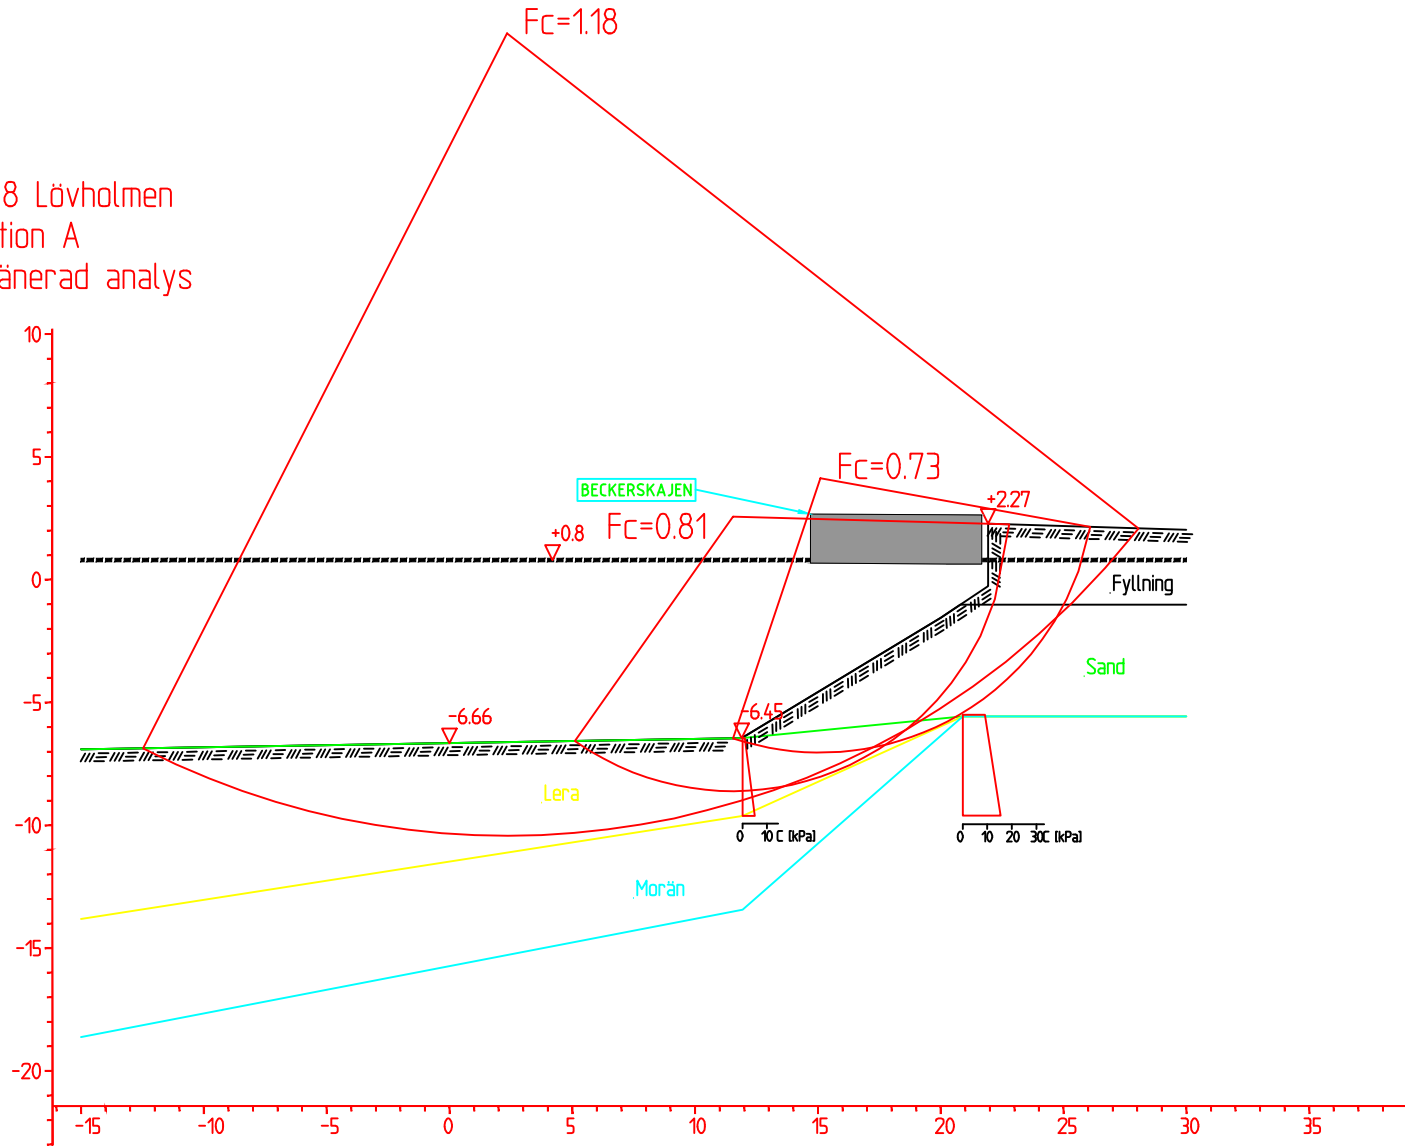 Fc=1.18
8 Lövholmen
tion A
änerad analys
10
5
0
-5
-10
-15
-20
Fc=0.73
BECKERSKAJEN
+2.27
Fc=0.81
+0.8
Fyllning
Sand
-6.66
-6.45
Lera
0 10 C [kPa]
0 10 20 30C [kPa]
Morän
-15 -10 -5 0 5 10 15 20 25 30 35